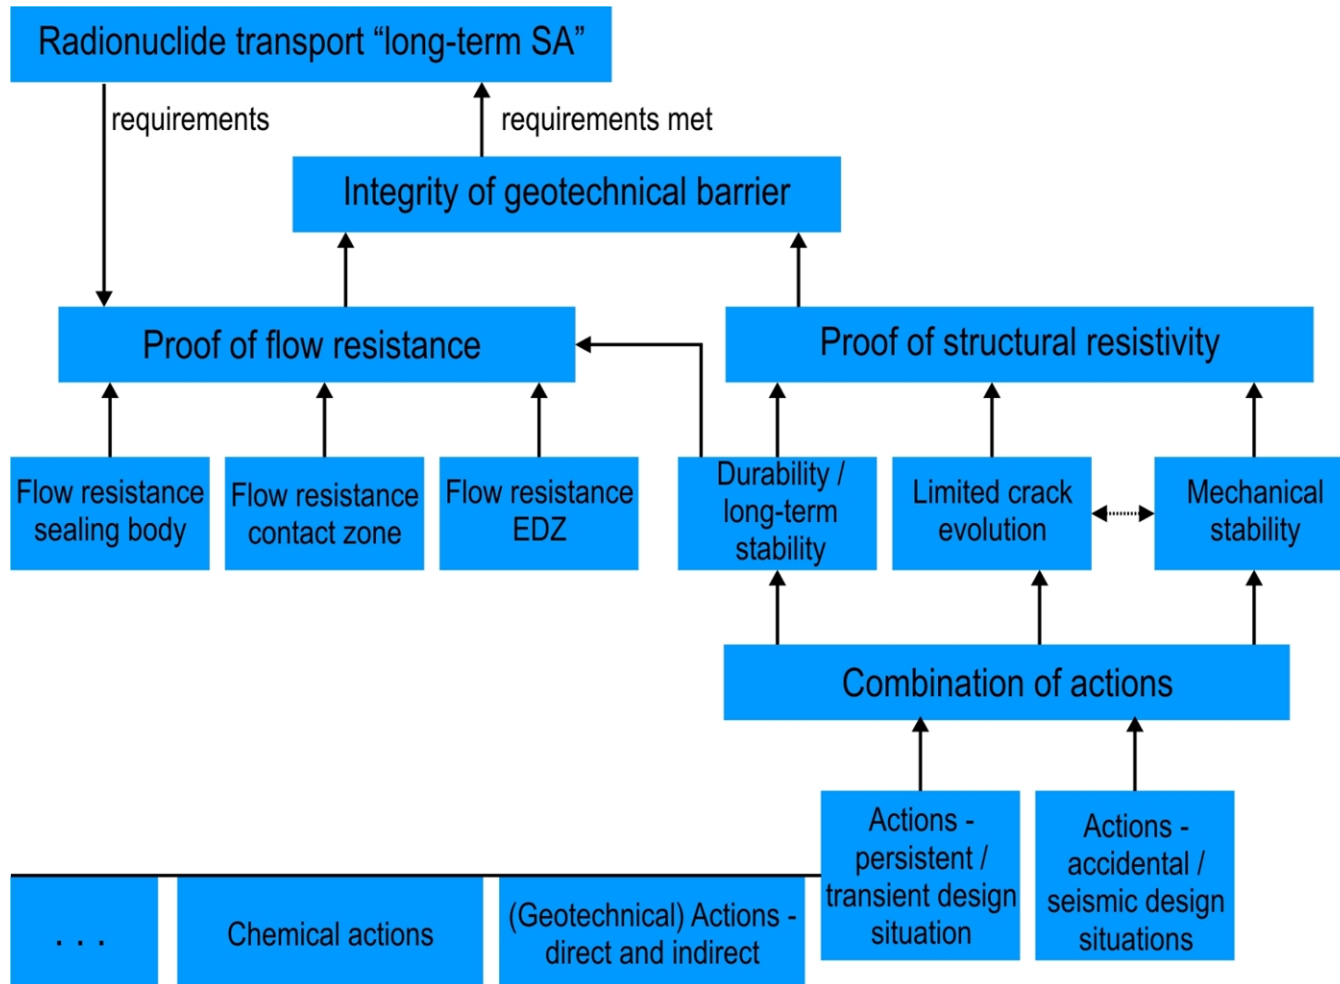 Radionuclide transport “long-term SA”
requirements
requirements met
Integrity of geotechnical barrier
Proof of flow resistance
Proof of structural resistivity
Flow resistance
sealing body
Flow resistance
contact zone
Flow resistance
EDZ
Durability /
long-term
stability
Limited crack
evolution
Mechanical
stability
Combination of actions
Actions -
persistent /
transient design
situation
Actions -
accidental /
seismic design
situations
. . .
Chemical actions
(Geotechnical) Actions -
direct and indirect